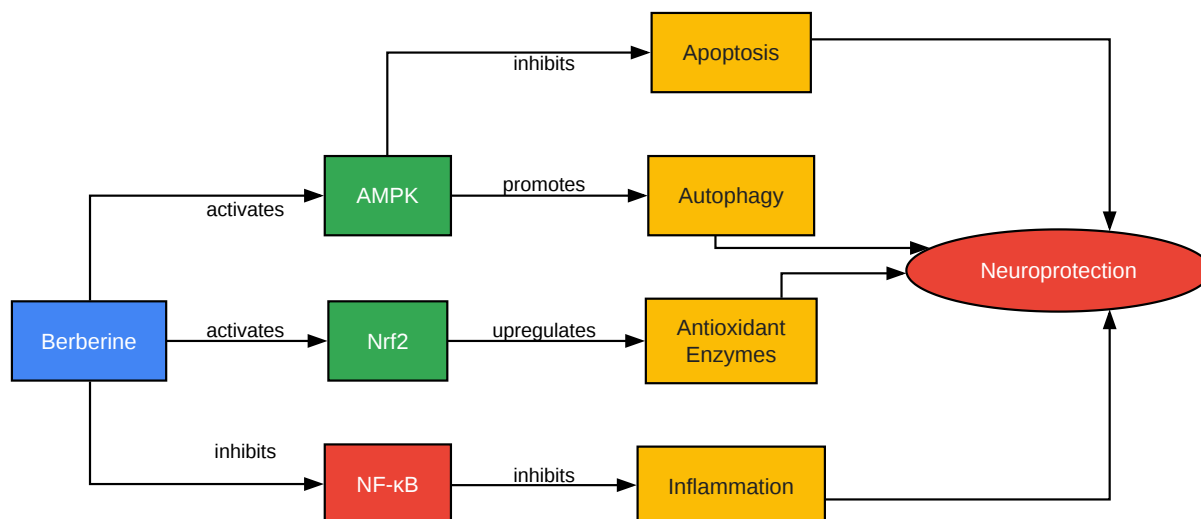 Apoptosis
inhibits
AMPK
promotes
Autophagy
activates
Neuroprotection
Berberine
activates
Nrf2
upregulates
Antioxidant
Enzymes
inhibits
NF-κB
inhibits
Inflammation